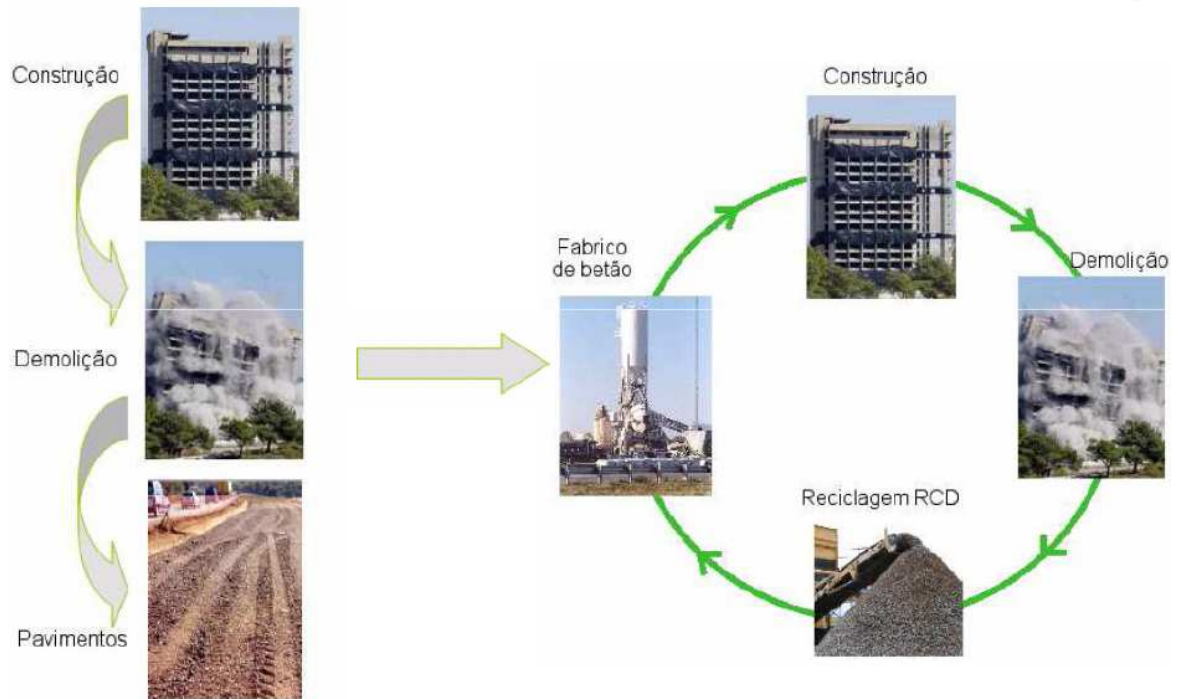 Construção
Demolição
Pavimentos
Construção
Demolição
Reciclagem RCD
Fabrico
de betão